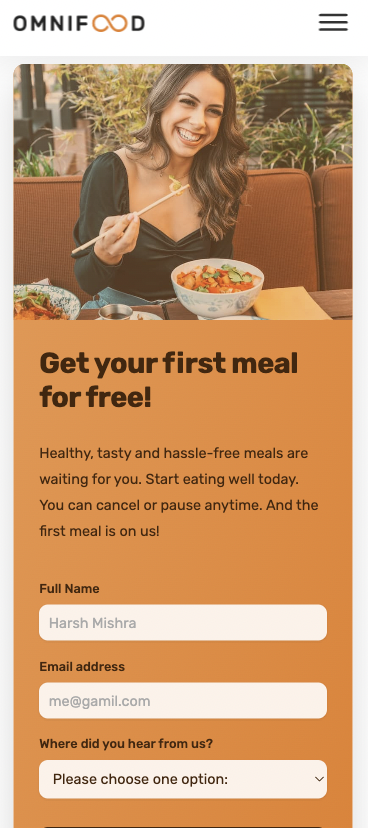 OMNIFOOD
Get your first meal
for free!
Healthy, tasty and hassle-free meals are
waiting for you. Start eating well today.
You can cancel or pause anytime. And the
first meal is on us!
Full Name
Harsh Mishra
Email address
me@gamil.com
Where did you hear from us?
Please choose one option: